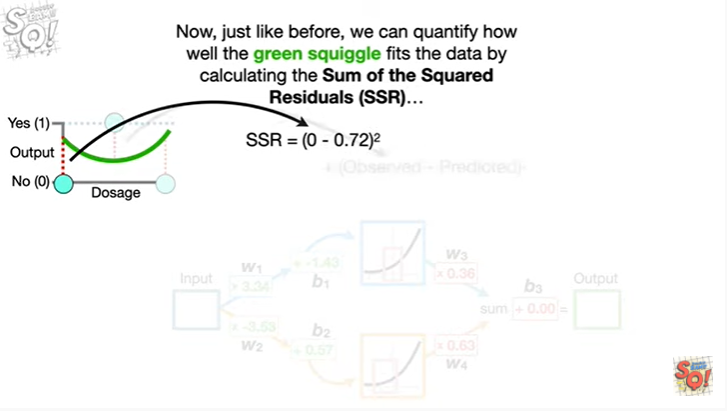 Now, just like before, we can quantify how
well the green squiggle fits the data by
calculating the Sum of the Squared
Residuals (SSR)...
Yes (1)
Output
No (0)
Dosage
SSR = (0 - 0.72)²
+ (Observed - Predicted)
Input
W1
x 3.34
+ -1.43
b1
x -3.53
W2
b2
+ 0.57
W3
x 0.36
x 0.63
W4
sum
b3
+ 0.00
=
Output
SQ!
SQ!